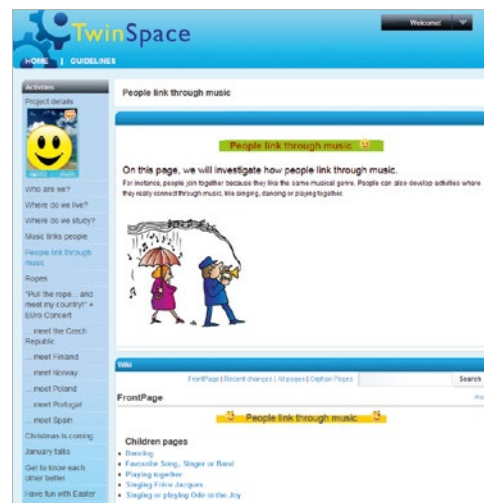 TwinSpace
Welcome!
HOME | GUIDELINES
Activities
Project details
Who are we?
Where do we live?
Where do we study?
Music links people
People link through
music
Ropes
"Pull the rope... and
meet my country!" +
EUro Concert
... meet the Czech
Republic
... meet Finland
... meet Norway
... meet Poland
... meet Portugal
... meet Spain
Christmas is coming
January talks
Get to know each
other better
Have fun with Easter
People link through music
People link through music
On this page, we will investigate how people link through music.
For instance, people join together because they like the same musical genre. People can also develop activities where
they really connect through music, like singing, dancing or playing together.
Wiki
FrontPage | Recent changes | All pages | Orphan Pages
Search
FrontPage
People link through music
Children pages
Dancing
Favourite Song, Singer or Band
Playing together
Singing Frère Jacques
Singing or playing Ode to the Joy